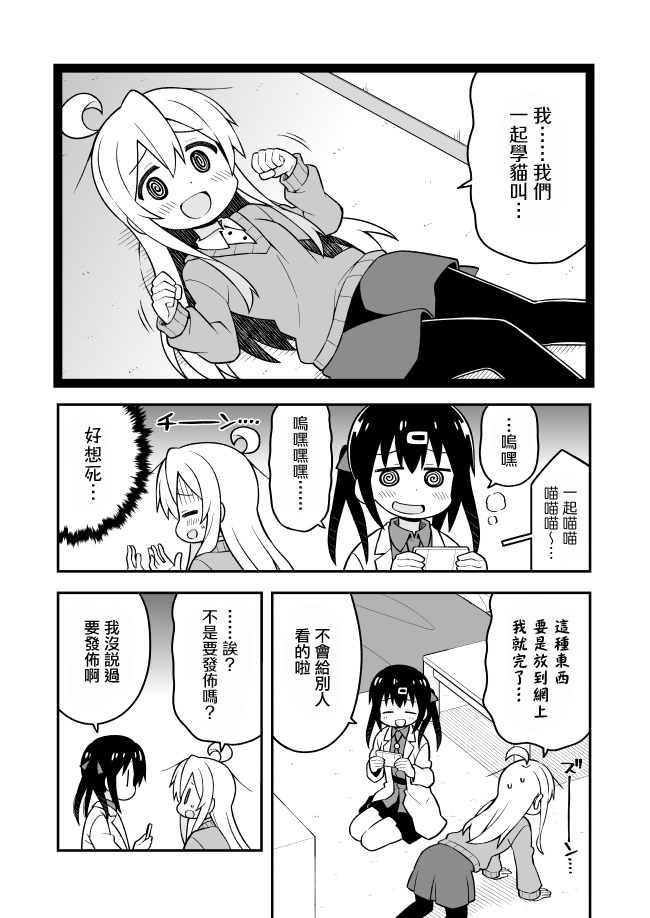 我……我們
一起學貓叫…
一起喵喵
喵喵喵～…
…嗚嘿
嗚嘿嘿嘿……
チーーン‥‥
好想死…
這種東西
要是放到網上
我就完了…
ズーーン…
不會給別人
看的啦
……誒？
不是要發佈嗎？
我沒説過
要發佈啊